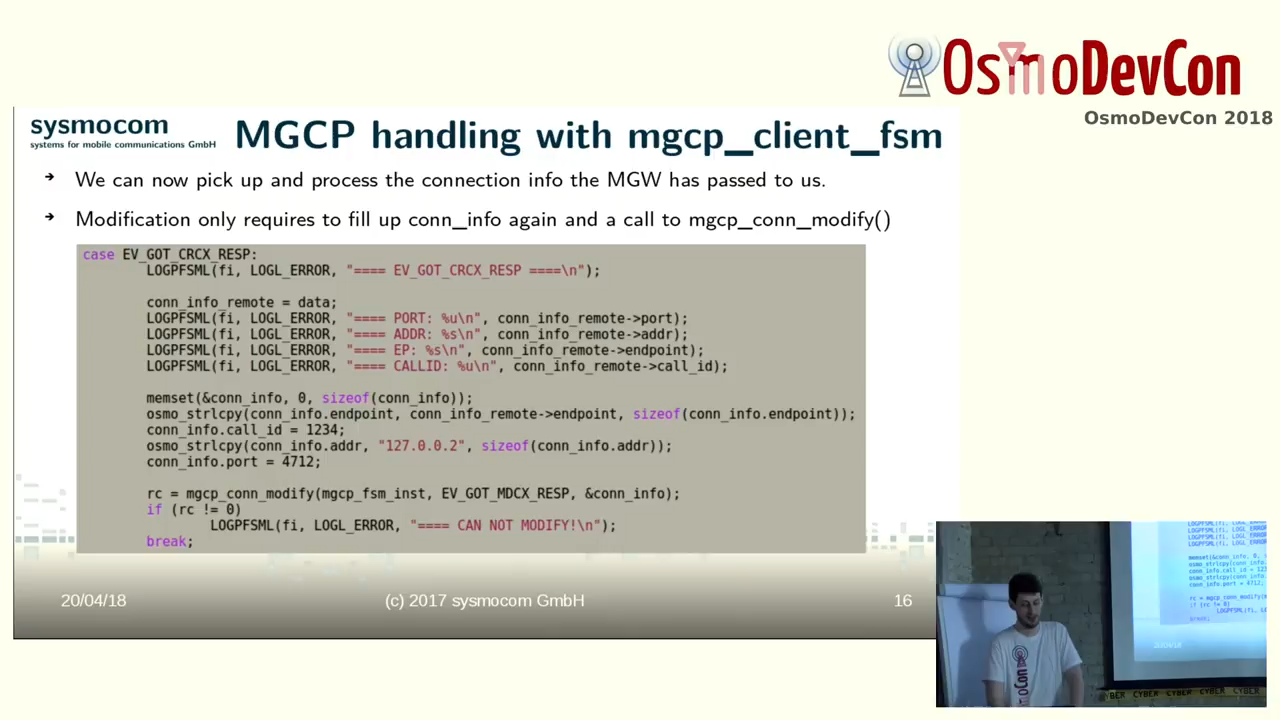 OsmoDevCon
OsmoDevCon 2018
sysmocom
systems for mobile communications GmbH
MGCP handling with mgcp_client_fsm
We can now pick up and process the connection info the MGW has passed to us.
Modification only requires to fill up conn_info again and a call to mgcp_conn_modify()
case EV_GOT_CRCX_RESP:
LOGPFSML(fi, LOGL_ERROR, "==== EV_GOT_CRCX_RESP ====\n");
conn_info_remote = data;
LOGPFSML(fi, LOGL_ERROR, "==== PORT: %u\n", conn_info_remote->port);
LOGPFSML(fi, LOGL_ERROR, "==== ADDR: %s\n", conn_info_remote->addr);
LOGPFSML(fi, LOGL_ERROR, "==== EP: %s\n", conn_info_remote->endpoint);
LOGPFSML(fi, LOGL_ERROR, "==== CALLID: %u\n", conn_info_remote->call_id);
memset(&conn_info, 0, sizeof(conn_info));
osmo_strlcpy(conn_info.endpoint, conn_info_remote->endpoint, sizeof(conn_info.endpoint));
conn_info.call_id = 1234;
osmo_strlcpy(conn_info.addr, "127.0.0.2", sizeof(conn_info.addr));
conn_info.port = 4712;
rc = mgcp_conn_modify(mgcp_fsm_inst, EV_GOT_MDCX_RESP, &conn_info);
if (rc != 0)
LOGPFSML(fi, LOGL_ERROR, "==== CAN NOT MODIFY!\n");
break;
20/04/18
(c) 2017 sysmocom GmbH
16
CYBER CYBER CYBER CYBER